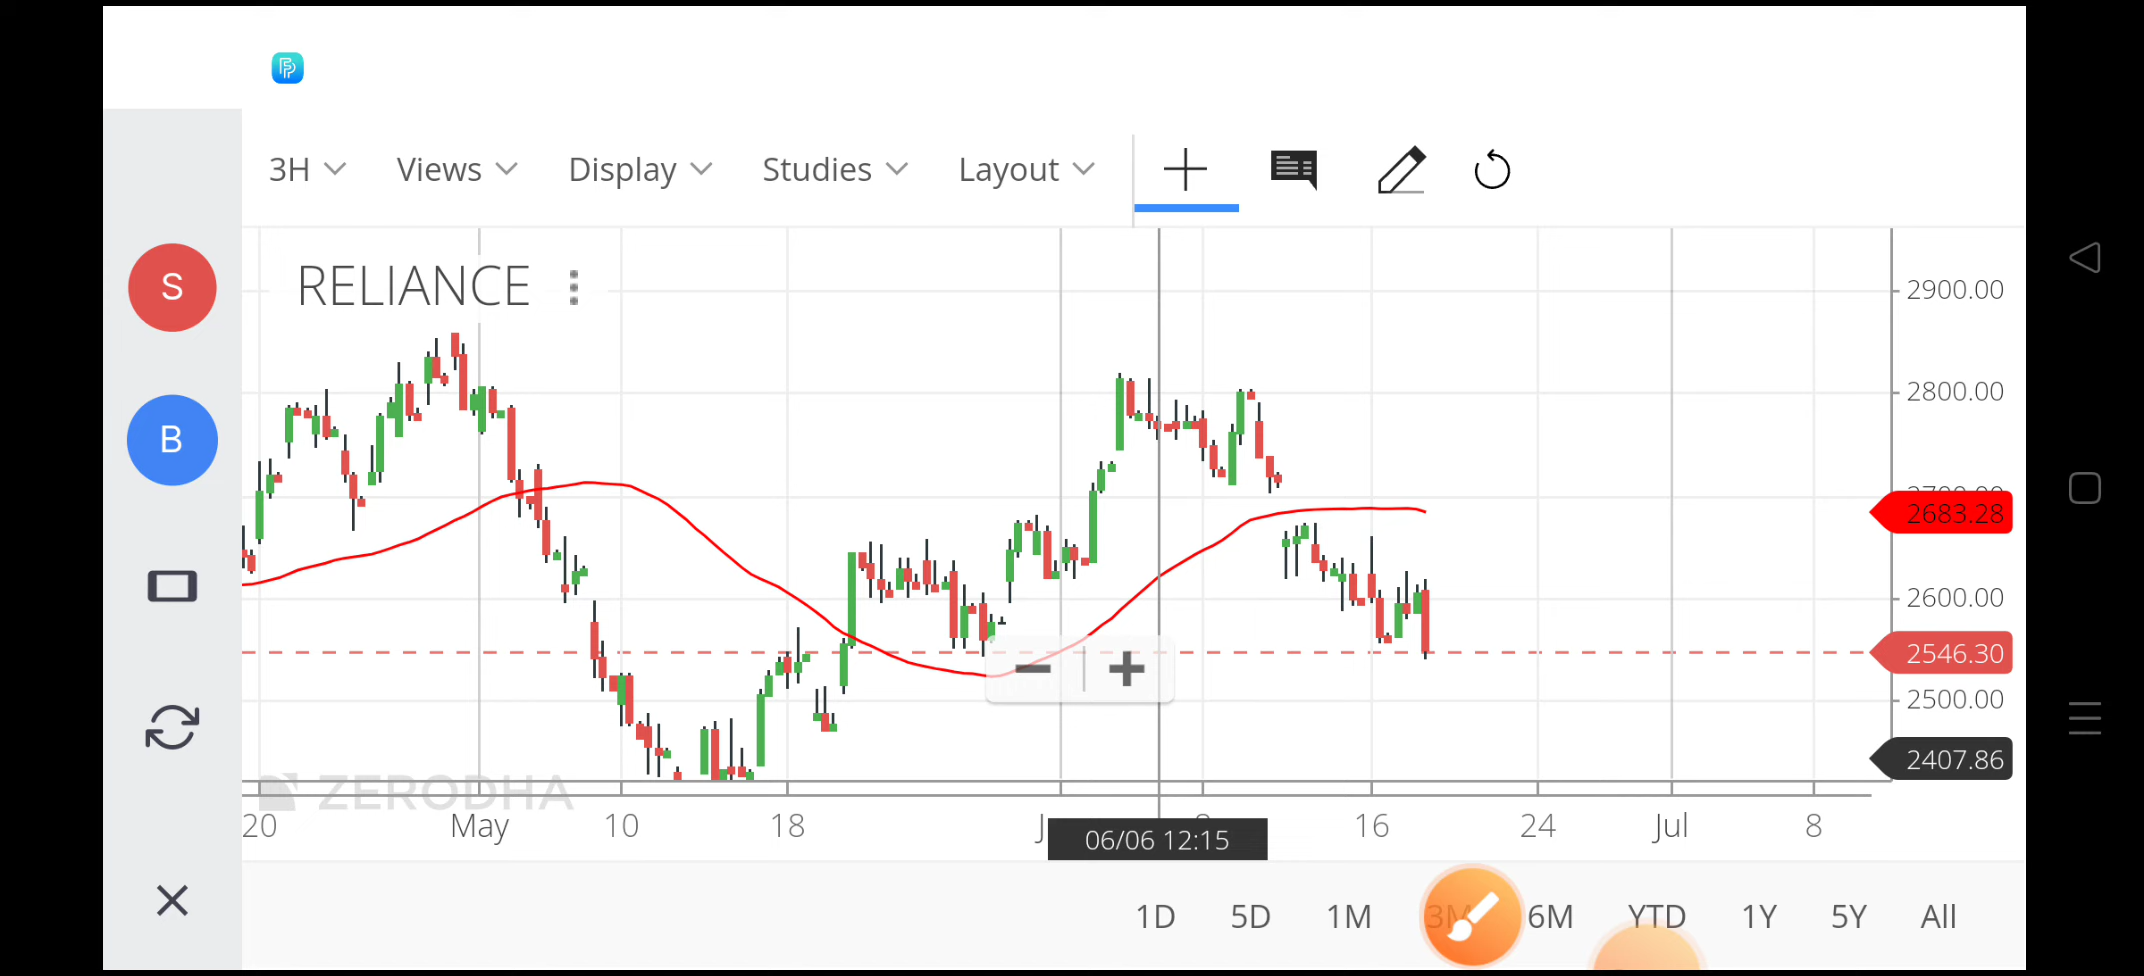 3H Views Display Studies Layout
RELIANCE
S
B
2900.00
2800.00
2683.28
2600.00
2546.30
2500.00
2407.86
ZERODHA
20 May 10 18 16 24 Jul 8
06/06 12:15
1D 5D 1M 3M 6M YTD 1Y 5Y All